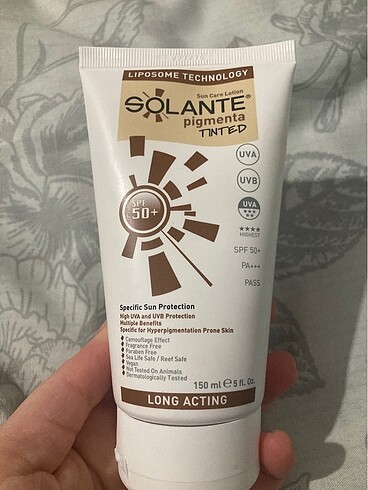 LIPOSOME TECHNOLOGY
Sun Care Lotion
SOLANTE®
pigmenta
TINTED
UVA
UVB
UVA
★★★★
HIGHEST
SPF 50+
PA+++
PASS
SPF
50+
Specific Sun Protection
High UVA and UVB Protection
Multiple Benefits
Specific for Hyperpigmentation Prone Skin
Camouflage Effect
Fragrance Free
Paraben Free
Sea Life Safe / Reef Safe
Vegan
Not Tested On Animals
Dermatologically Tested
150 ml ℮ 5 fl. Oz.
LONG ACTING